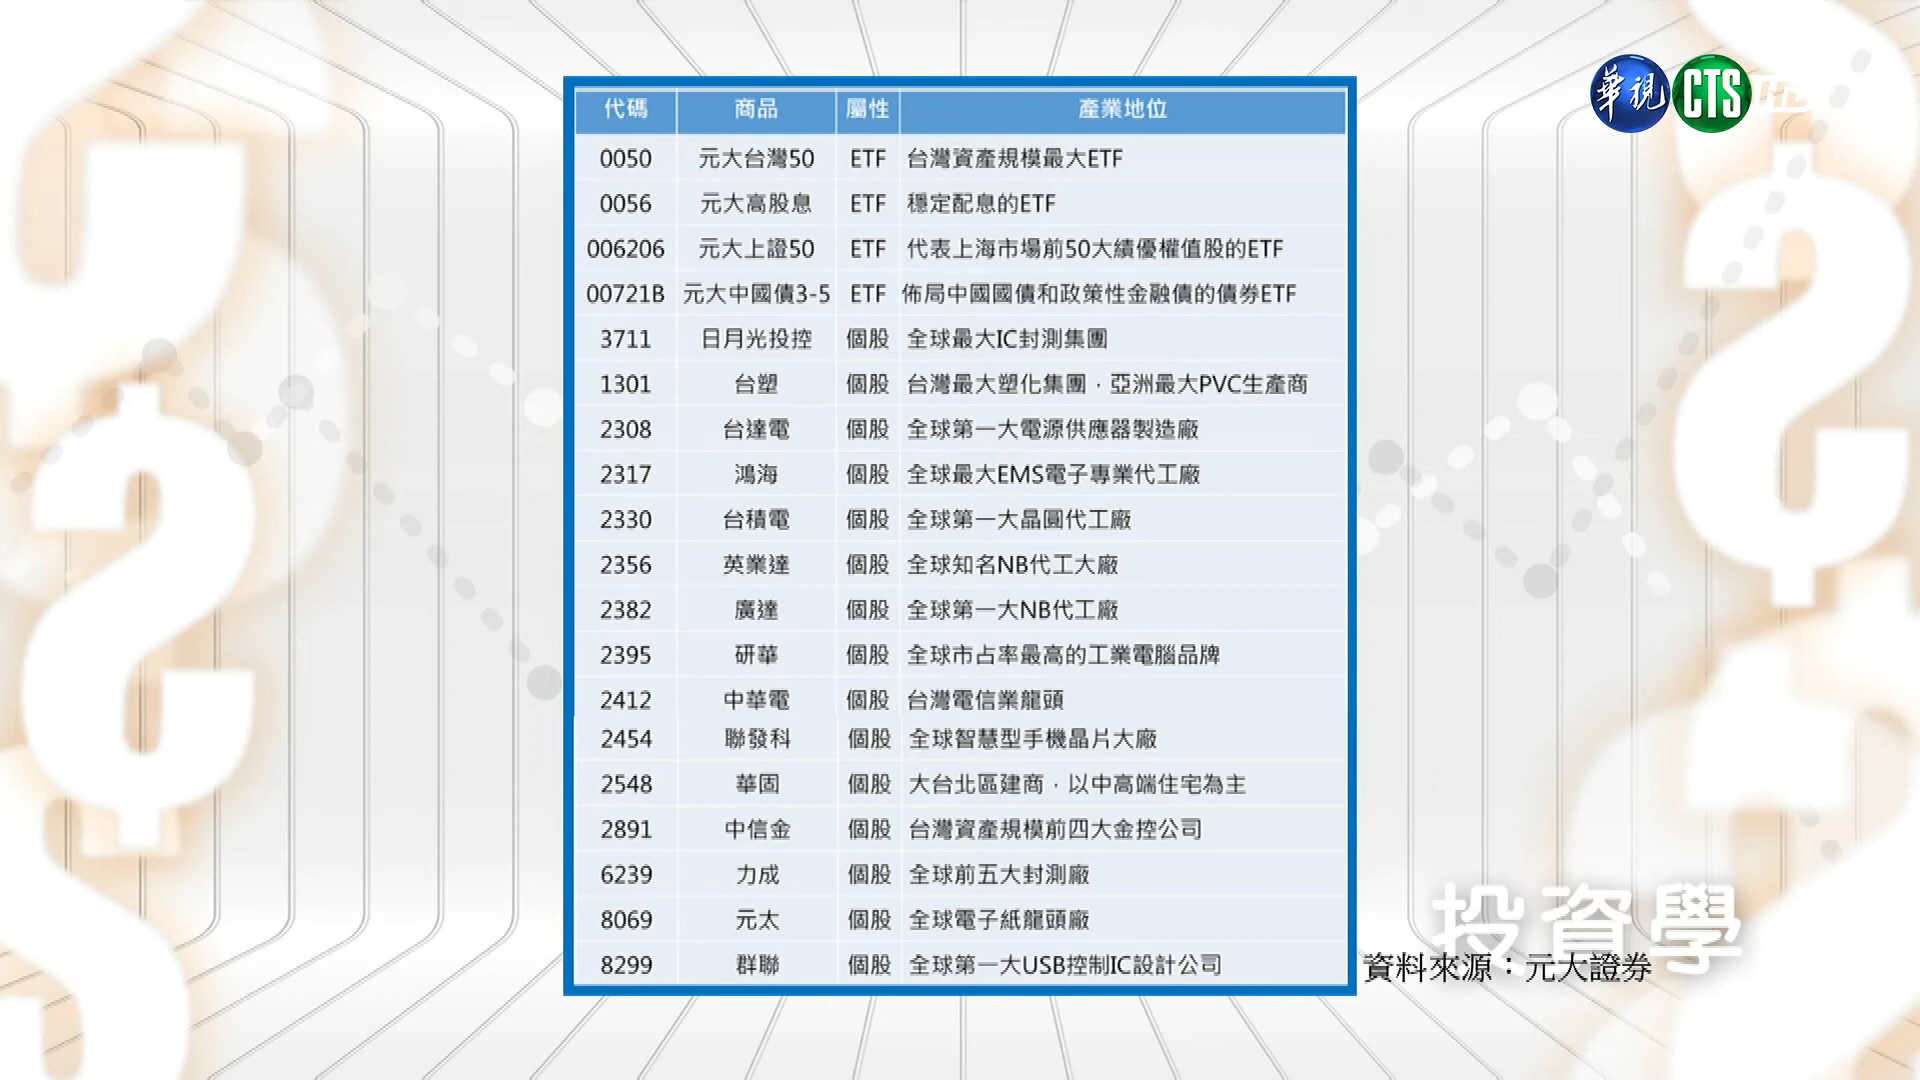 華視 CTS HD
代碼 商品 屬性 產業地位
0050 元大台灣50 ETF 台灣資產規模最大ETF
0056 元大高股息 ETF 穩定配息的ETF
006206 元大上證50 ETF 代表上海市場前50大績優權值股的ETF
00721B 元大中國債3-5 ETF 佈局中國國債和政策性金融債的債券ETF
3711 日月光投控 個股 全球最大IC封測集團
1301 台塑 個股 台灣最大塑化集團，亞洲最大PVC生產商
2308 台達電 個股 全球第一大電源供應器製造廠
2317 鴻海 個股 全球最大EMS電子專業代工廠
2330 台積電 個股 全球第一大晶圓代工廠
2356 英業達 個股 全球知名NB代工大廠
2382 廣達 個股 全球第一大NB代工廠
2395 研華 個股 全球市占率最高的工業電腦品牌
2412 中華電 個股 台灣電信業龍頭
2454 聯發科 個股 全球智慧型手機晶片大廠
2548 華固 個股 大台北區建商，以中高端住宅為主
2891 中信金 個股 台灣資產規模前四大金控公司
6239 力成 個股 全球前五大封測廠
8069 元太 個股 全球電子紙龍頭廠
8299 群聯 個股 全球第一大USB控制IC設計公司
投資學
資料來源：元大證券